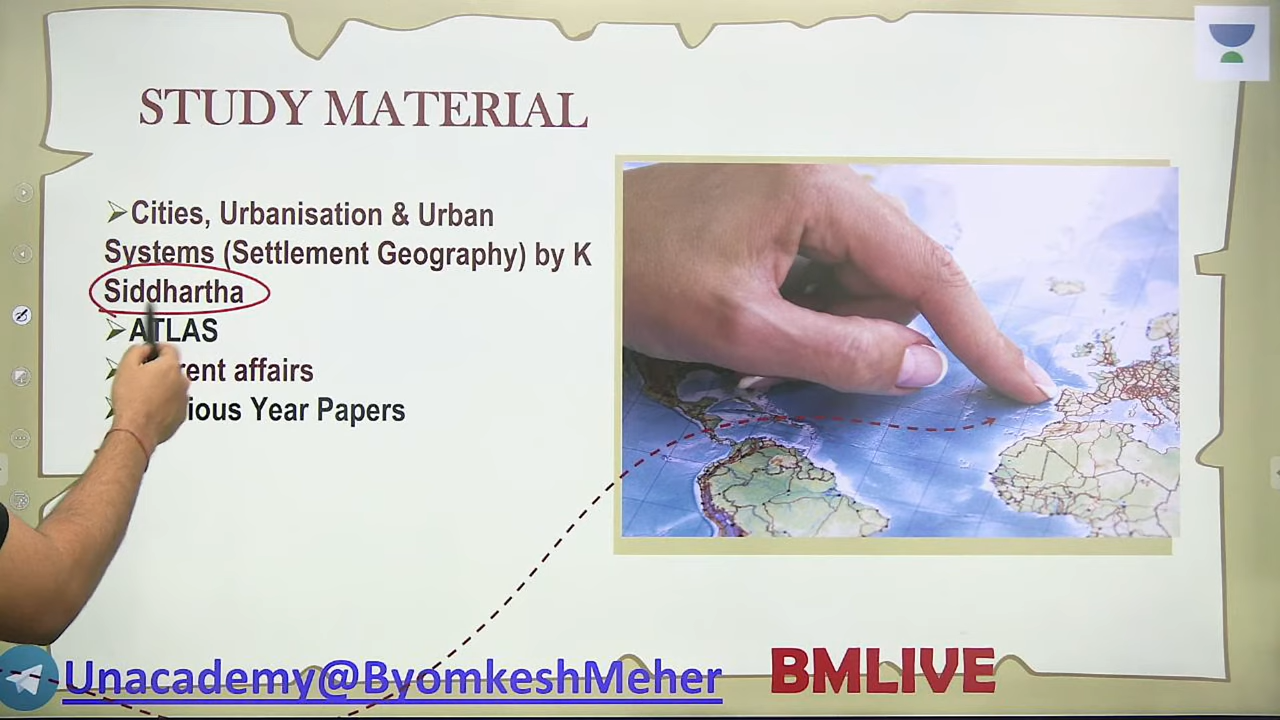 STUDY MATERIAL
➢Cities, Urbanisation & Urban
Systems (Settlement Geography) by K
Siddhartha
➢ATLAS
➢ rent affairs
➢ ious Year Papers
Unacademy@ByomkeshMeher
BMLIVE